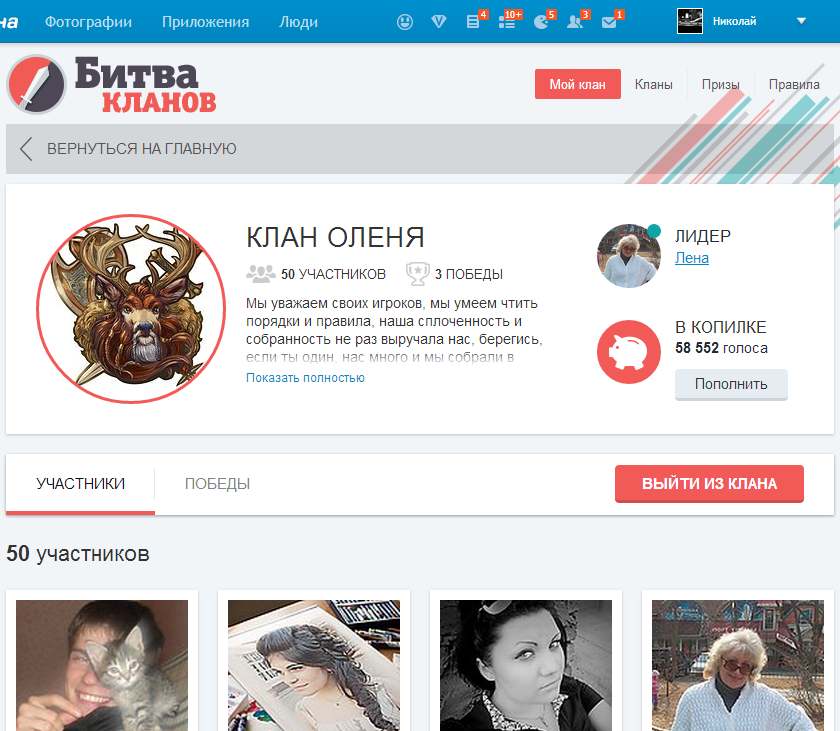 на Фотографии Приложения Люди 4 10+ 5 3 1 Николай
Битва
КЛАНОВ
Мой клан Кланы Призы Правила
ВЕРНУТЬСЯ НА ГЛАВНУЮ
КЛАН ОЛЕНЯ
50 УЧАСТНИКОВ 3 ПОБЕДЫ
Мы уважаем своих игроков, мы умеем чтить
порядки и правила, наша сплоченность и
собранность не раз выручала нас, берегись,
если ты один, нас много и мы собрали в
Показать полностью
ЛИДЕР
Лена
В КОПИЛКЕ
58 552 голоса
Пополнить
УЧАСТНИКИ ПОБЕДЫ
ВЫЙТИ ИЗ КЛАНА
50 участников